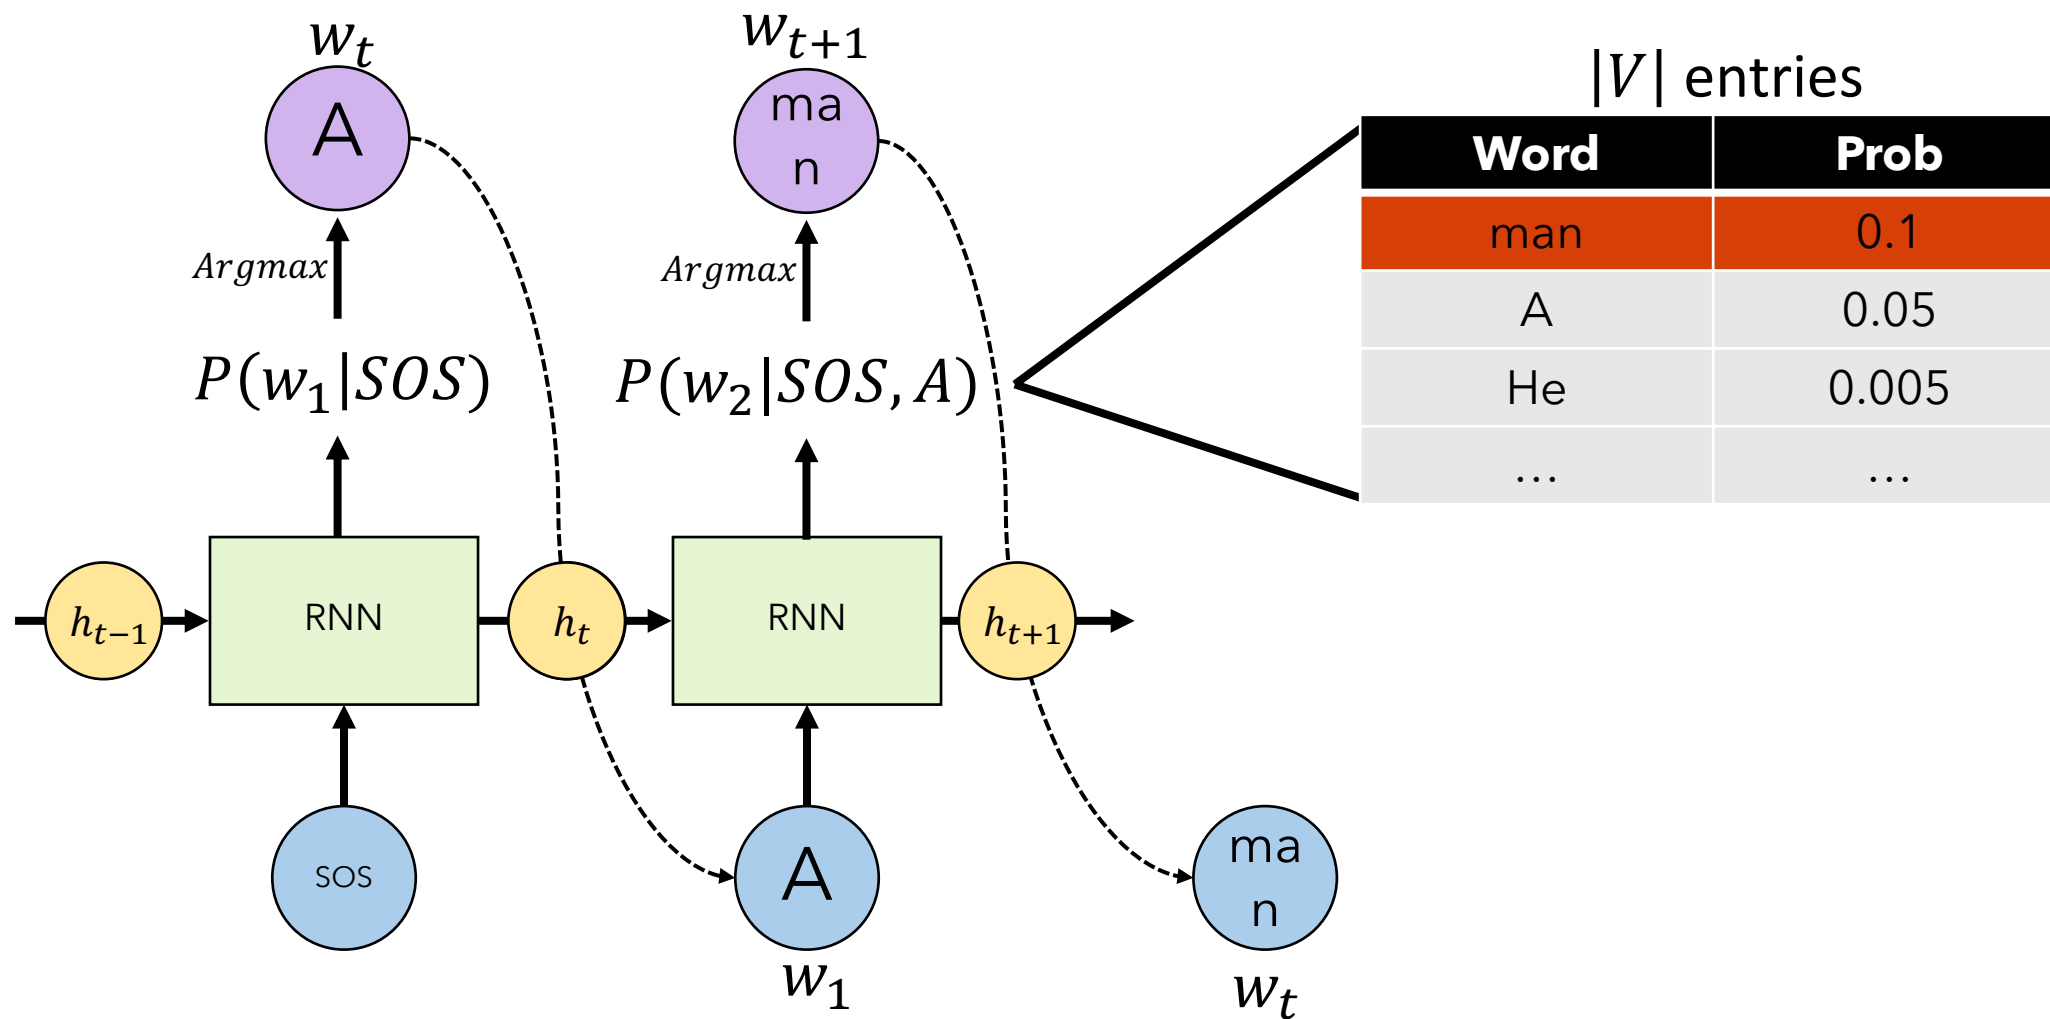 w_t
w_{t+1}
|V| entries
A
ma
n
Word Prob
man 0.1
A 0.05
He 0.005
... ...
Argmax
Argmax
P(w_1|SOS)
P(w_2|SOS, A)
h_{t-1}
RNN
h_t
RNN
h_{t+1}
SOS
A
ma
n
w_1
w_t